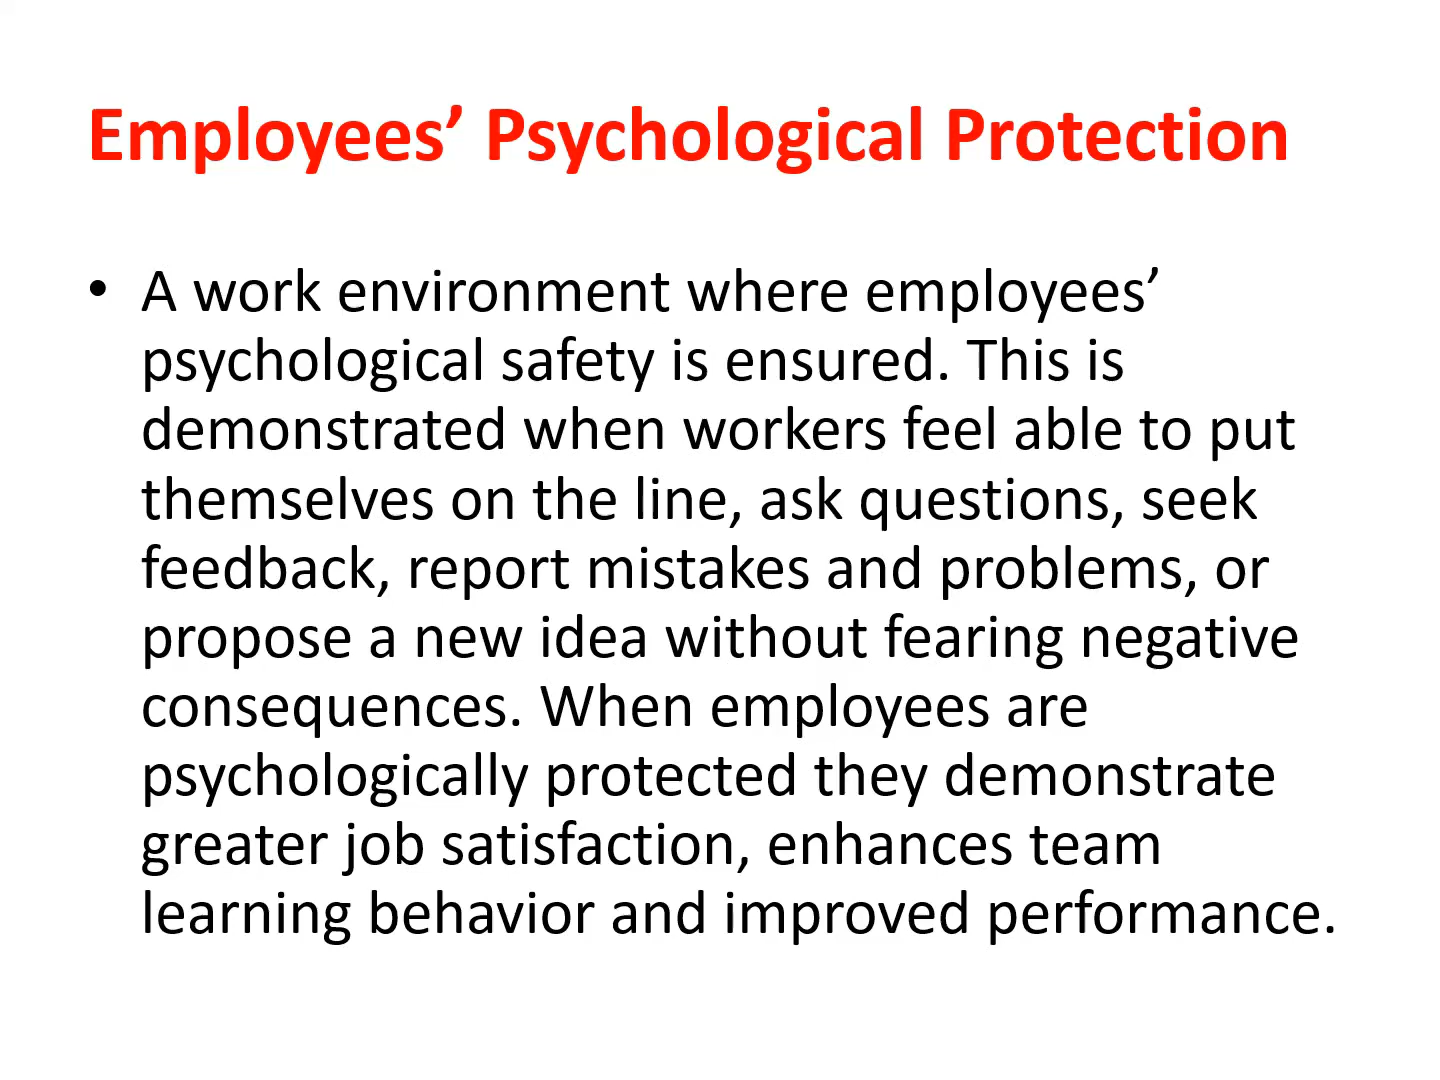 Employees’ Psychological Protection
• A work environment where employees’
psychological safety is ensured. This is
demonstrated when workers feel able to put
themselves on the line, ask questions, seek
feedback, report mistakes and problems, or
propose a new idea without fearing negative
consequences. When employees are
psychologically protected they demonstrate
greater job satisfaction, enhances team
learning behavior and improved performance.